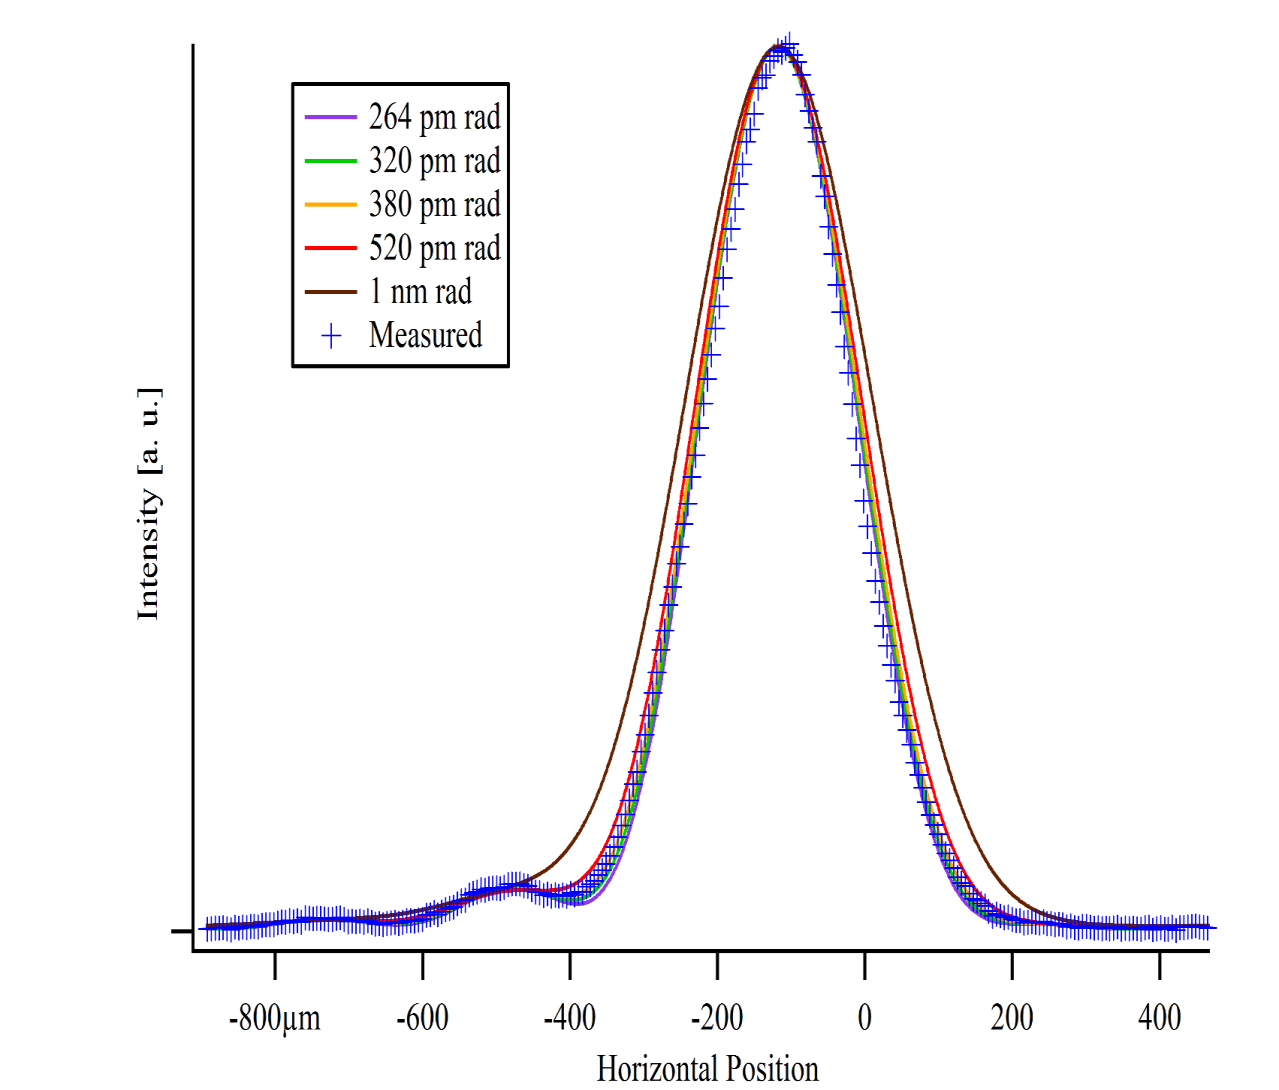 264 pm rad
320 pm rad
380 pm rad
520 pm rad
1 nm rad
Measured
Intensity [a. u.]
-800µm -600 -400 -200 0 200 400
Horizontal Position